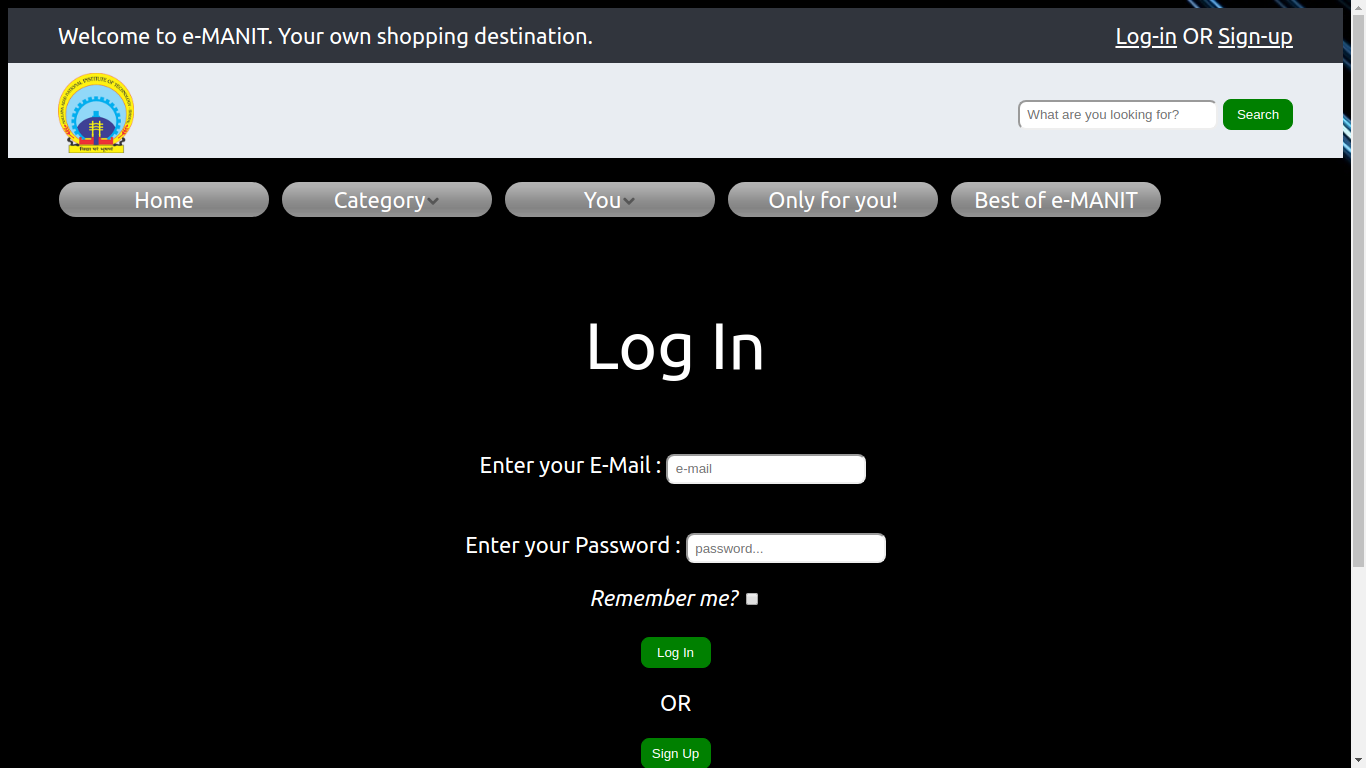 Welcome to e-MANIT. Your own shopping destination.
Log-in OR Sign-up
What are you looking for?
Search
Home
Category
You
Only for you!
Best of e-MANIT
Log In
Enter your E-Mail : e-mail
Enter your Password : password...
Remember me?
Log In
OR
Sign Up